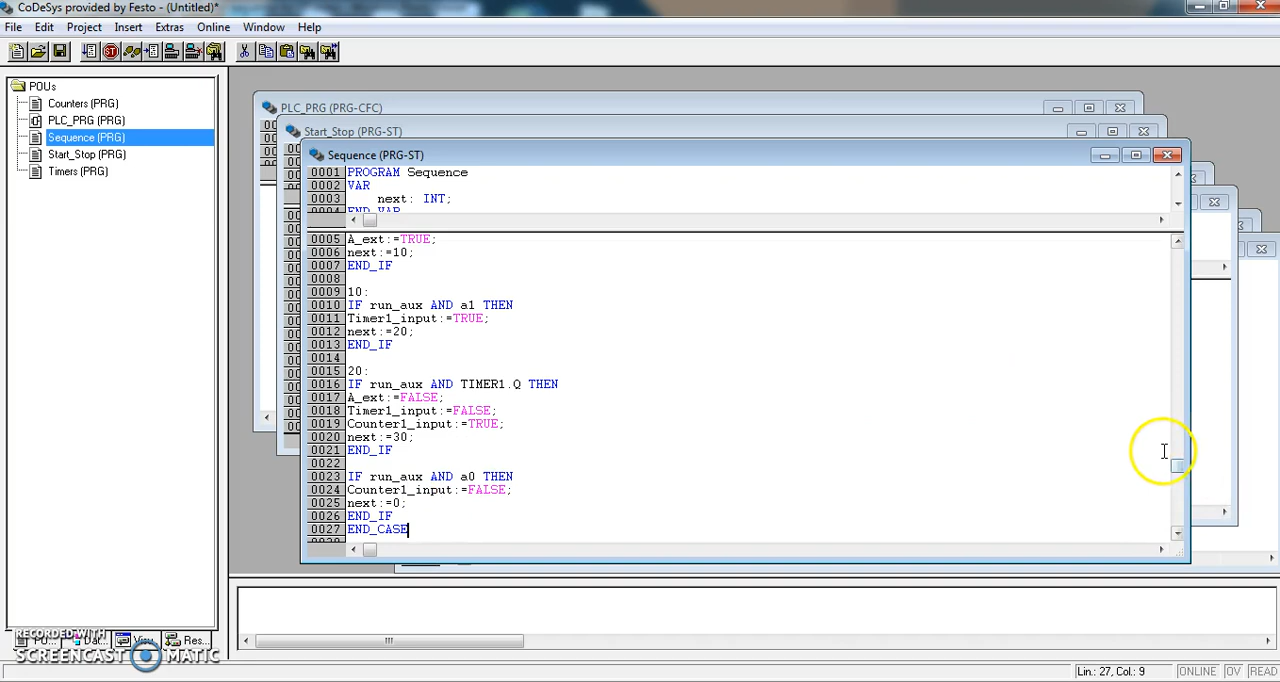 CoDeSys provided by Festo - (Untitled)*
File Edit Project Insert Extras Online Window Help
POUs
Counters (PRG)
PLC_PRG (PRG)
Sequence (PRG)
Start_Stop (PRG)
Timers (PRG)
PLC_PRG (PRG-CFC)
Start_Stop (PRG-ST)
Sequence (PRG-ST)
0001 PROGRAM Sequence
0002 VAR
0003 next: INT;
0004 END_VAR
0005 A_ext:=TRUE;
0006 next:=10;
0007 END_IF
0008
0009 10:
0010 IF run_aux AND a1 THEN
0011 Timer1_input:=TRUE;
0012 next:=20;
0013 END_IF
0014
0015 20:
0016 IF run_aux AND TIMER1.Q THEN
0017 A_ext:=FALSE;
0018 Timer1_input:=FALSE;
0019 Counter1_input:=TRUE;
0020 next:=30;
0021 END_IF
0022
0023 IF run_aux AND a0 THEN
0024 Counter1_input:=FALSE;
0025 next:=0;
0026 END_IF
0027 END_CASE
Res...
RECORDED WITH
SCREENCAST MATIC
Lin.: 27, Col.: 9 ONLINE OV READ